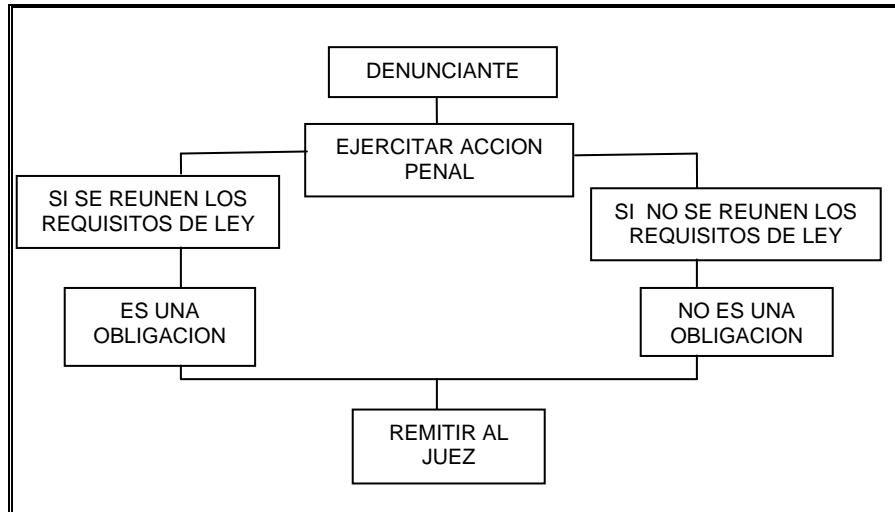 DENUNCIANTE
EJERCITAR ACCION
PENAL
SI SE REUNEN LOS
REQUISITOS DE LEY
SI NO SE REUNEN LOS
REQUISITOS DE LEY
ES UNA
OBLIGACION
NO ES UNA
OBLIGACION
REMITIR AL
JUEZ